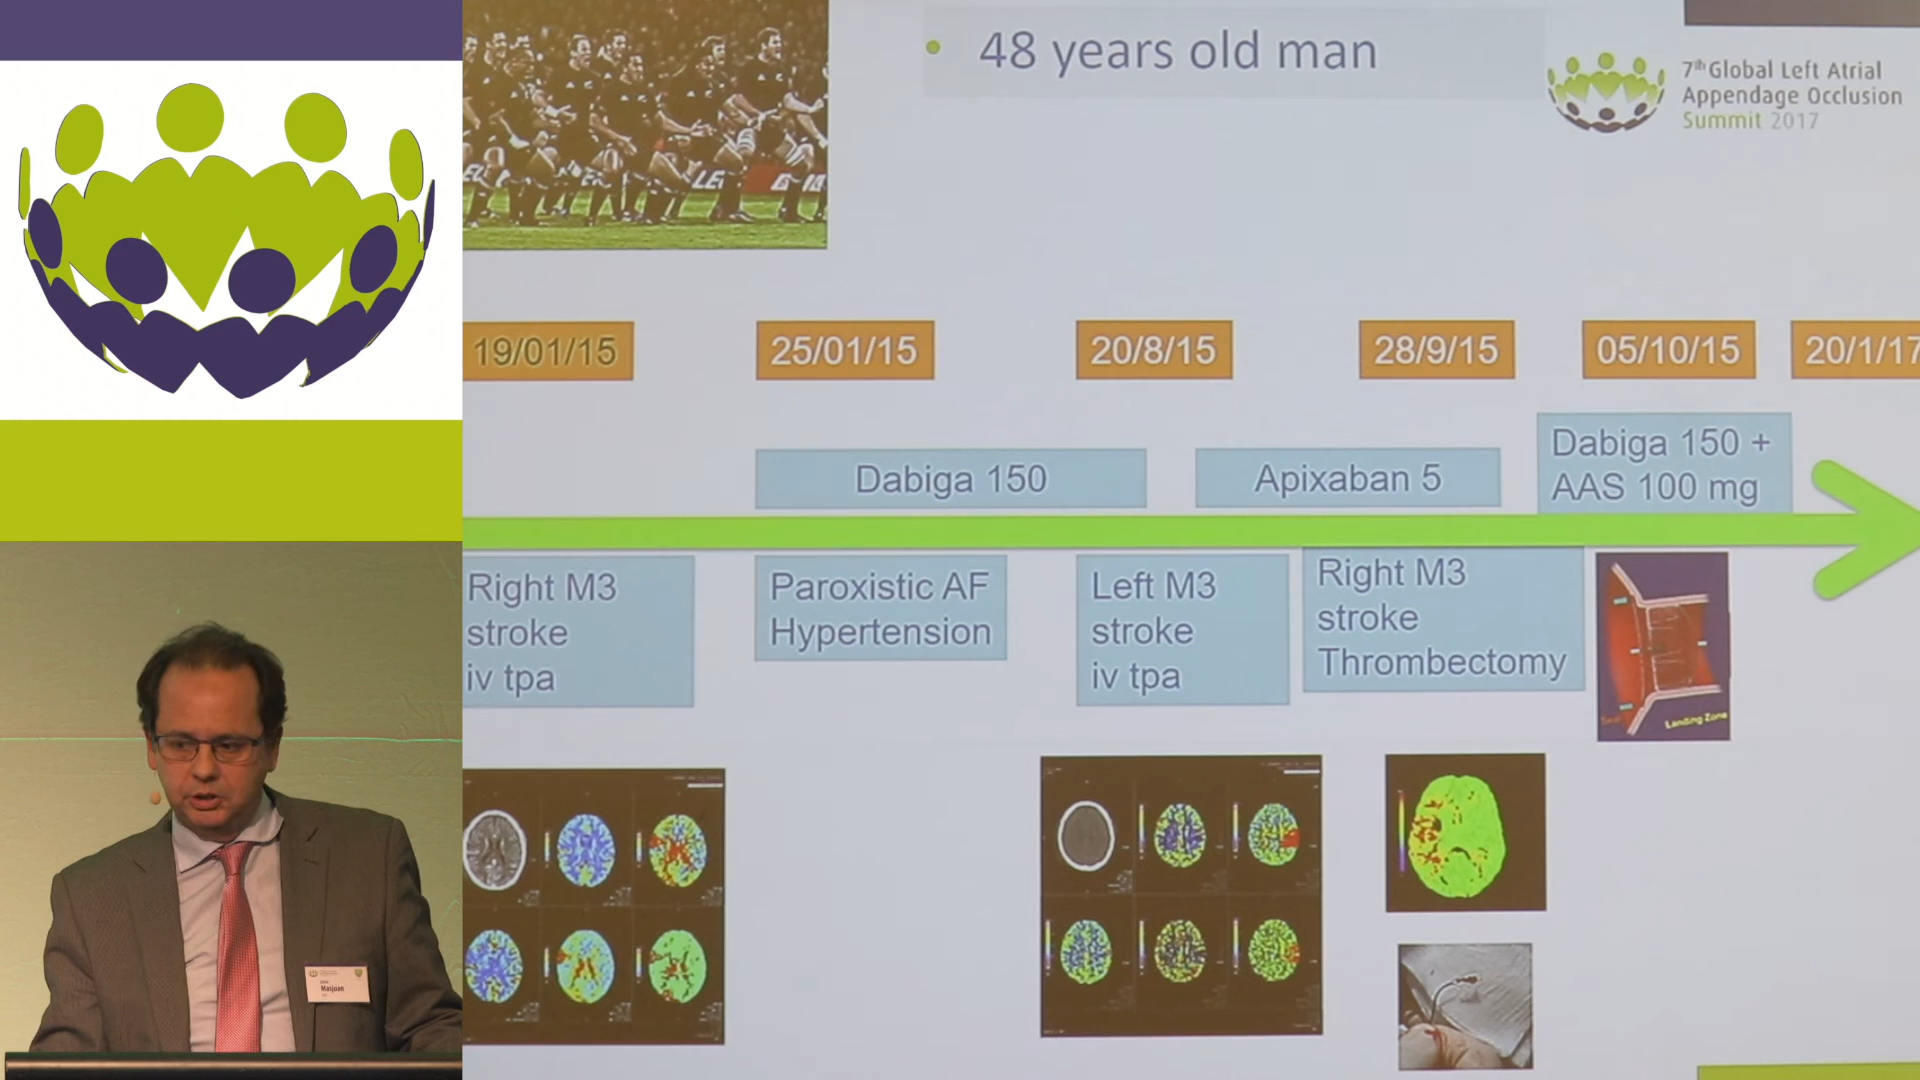 • 48 years old man
7th Global Left Atrial
Appendage Occlusion
Summit 2017
19/01/15
25/01/15
20/8/15
28/9/15
05/10/15
20/1/17
Dabiga 150
Apixaban 5
Dabiga 150 +
AAS 100 mg
Right M3
stroke
iv tpa
Paroxistic AF
Hypertension
Left M3
stroke
iv tpa
Right M3
stroke
Thrombectomy
Landing Zone
Masjuan